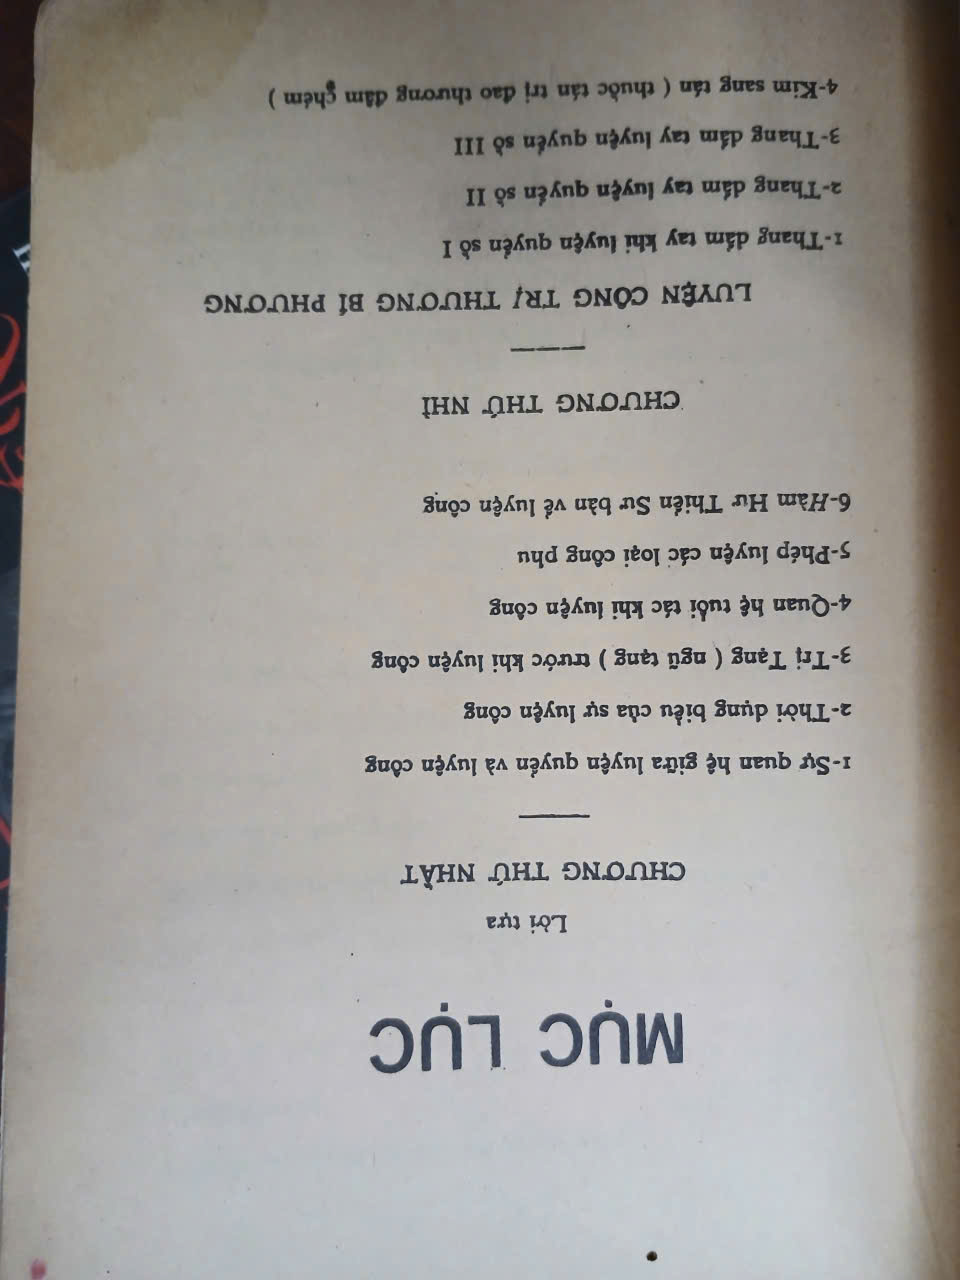 MỤC LỤC
Lời tựa
CHƯƠNG THỨ NHẤT
1-Sự quan hệ giữa luyện quyền và luyện công
2-Thời dụng biểu của sự luyện công
3-Trị Tạng ( ngũ tạng ) trước khi luyện công
4-Quan hệ tuổi tác khi luyện công
5-Phép luyện các loại công phu
6-Hàm Hư Thiền Sư bàn về luyện công
CHƯƠNG THỨ NHÌ
LUYỆN CÔNG TRỊ THƯƠNG BÍ PHƯƠNG
1-Thang dầm tay khi luyện quyền số I
2-Thang dầm tay luyện quyền số II
3-Thang dầm tay luyện quyền số III
4-Kim sang tán ( thuốc tán trị đao thương đâm chém )